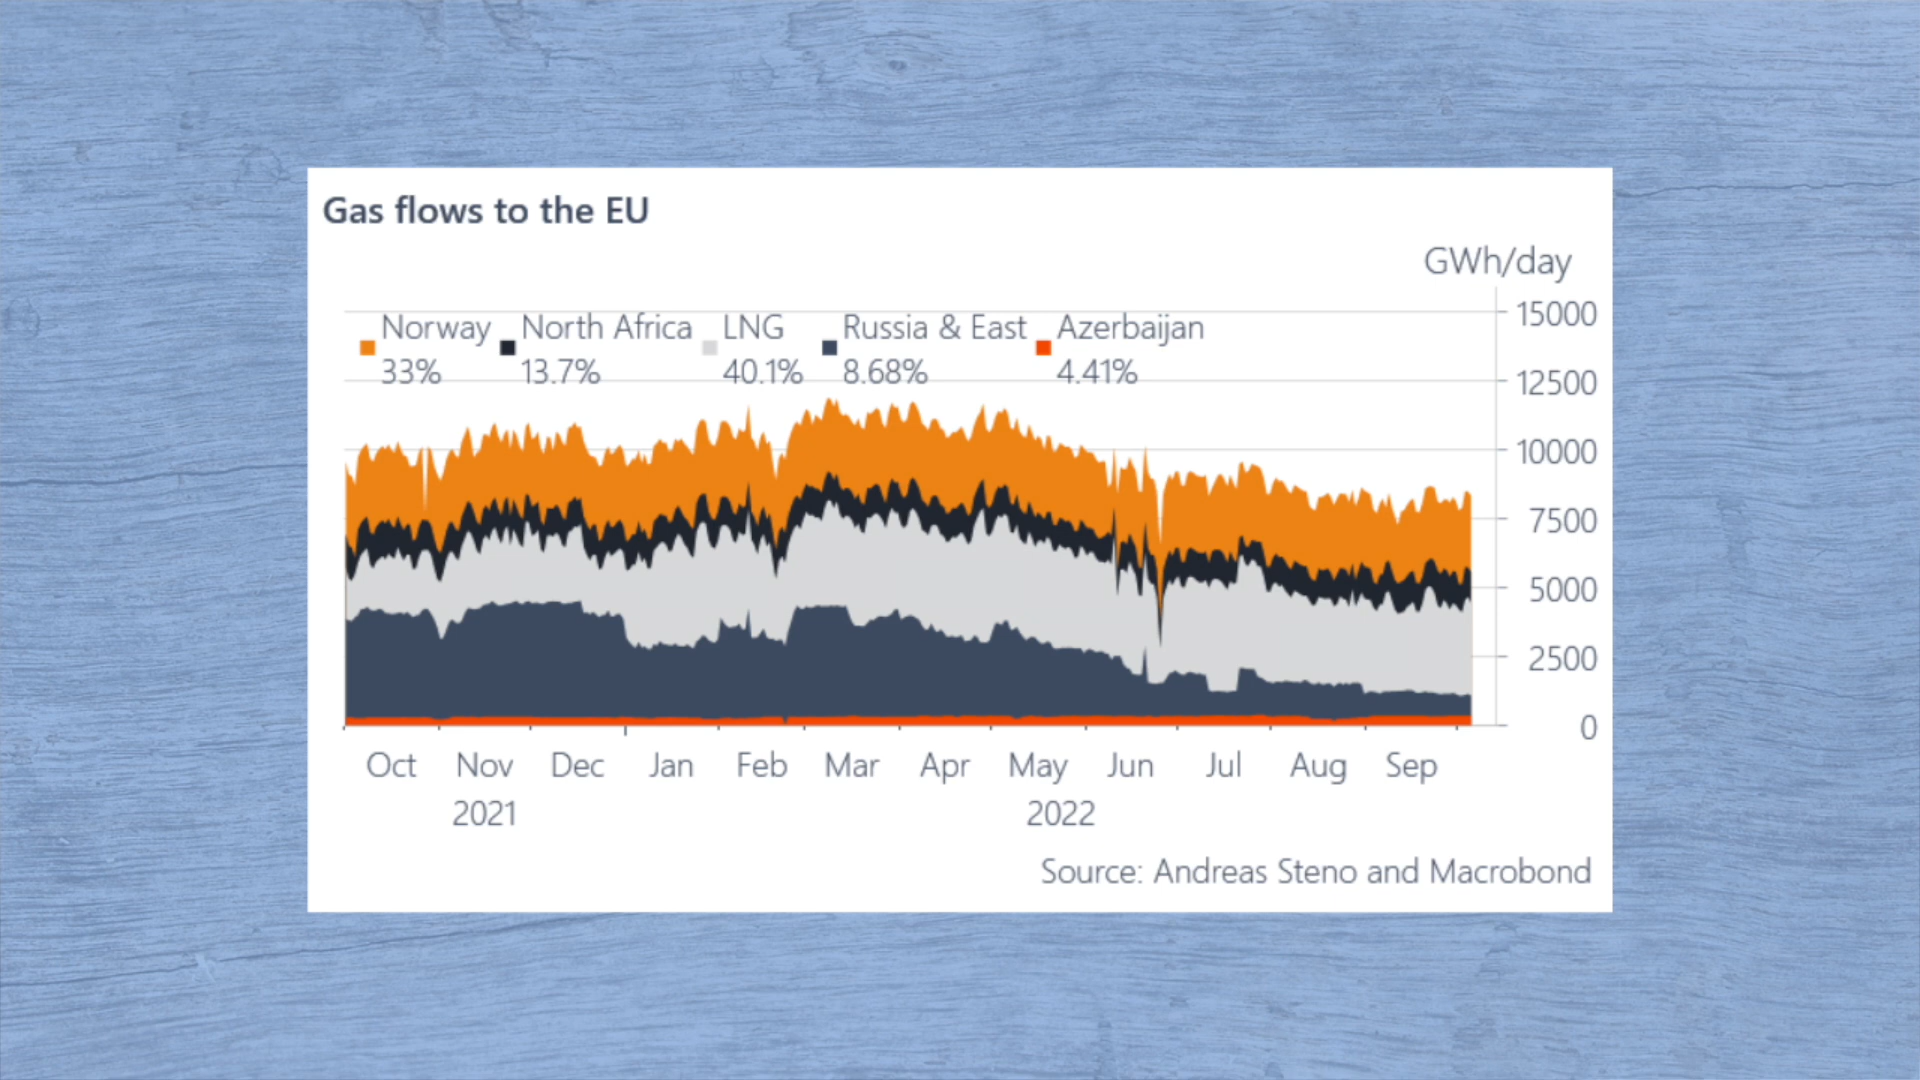 Gas flows to the EU
GWh/day
Norway North Africa LNG Russia & East Azerbaijan
33% 13.7% 40.1% 8.68% 4.41%
15000
12500
10000
7500
5000
2500
0
Oct Nov Dec Jan Feb Mar Apr May Jun Jul Aug Sep
2021 2022
Source: Andreas Steno and Macrobond